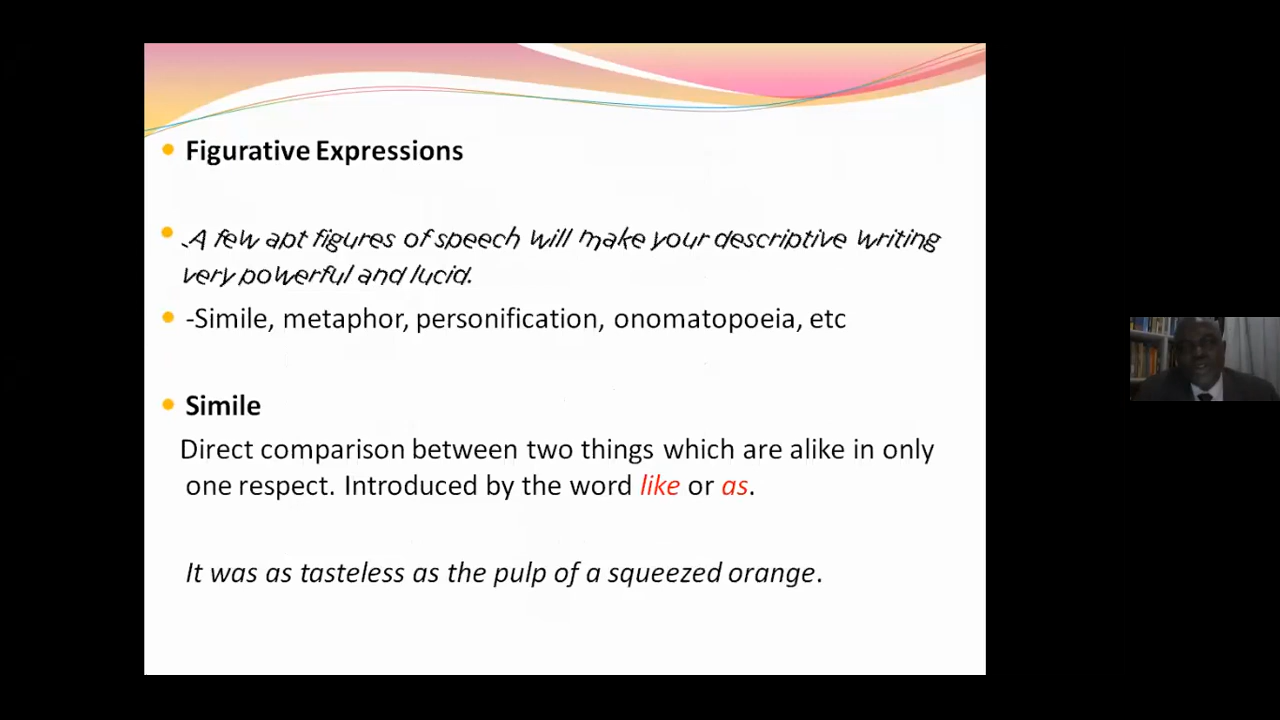 Figurative Expressions
-A few apt figures of speech will make your descriptive writing
very powerful and lucid.
-Simile, metaphor, personification, onomatopoeia, etc
Simile
Direct comparison between two things which are alike in only
one respect. Introduced by the word like or as.
It was as tasteless as the pulp of a squeezed orange.